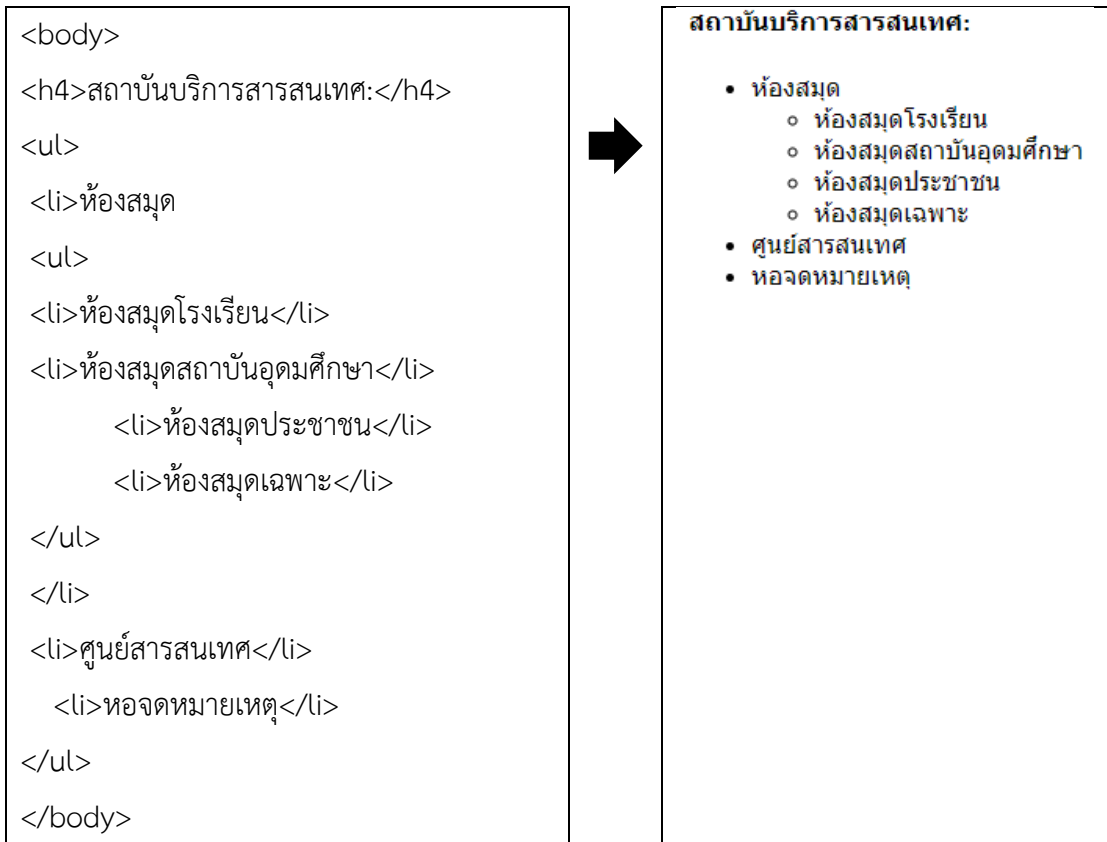 <body>
<h4>สถาบันบริการสารสนเทศ:</h4>
<ul>
<li>ห้องสมุด
<ul>
<li>ห้องสมุดโรงเรียน</li>
<li>ห้องสมุดสถาบันอุดมศึกษา</li>
<li>ห้องสมุดประชาชน</li>
<li>ห้องสมุดเฉพาะ</li>
</ul>
</li>
<li>ศูนย์สารสนเทศ</li>
<li>หอจดหมายเหตุ</li>
</ul>
</body>
สถาบันบริการสารสนเทศ:
• ห้องสมุด
◦ ห้องสมุดโรงเรียน
◦ ห้องสมุดสถาบันอุดมศึกษา
◦ ห้องสมุดประชาชน
◦ ห้องสมุดเฉพาะ
• ศูนย์สารสนเทศ
• หอจดหมายเหตุ